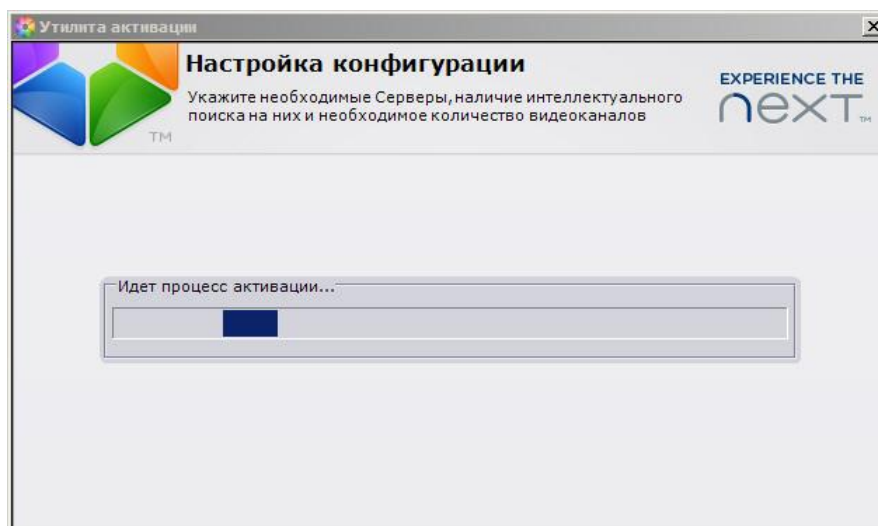 Утилита активации
Настройка конфигурации
Укажите необходимые Серверы, наличие интеллектуального
поиска на них и необходимое количество видеоканалов
TM
EXPERIENCE THE
next™
Идет процесс активации...